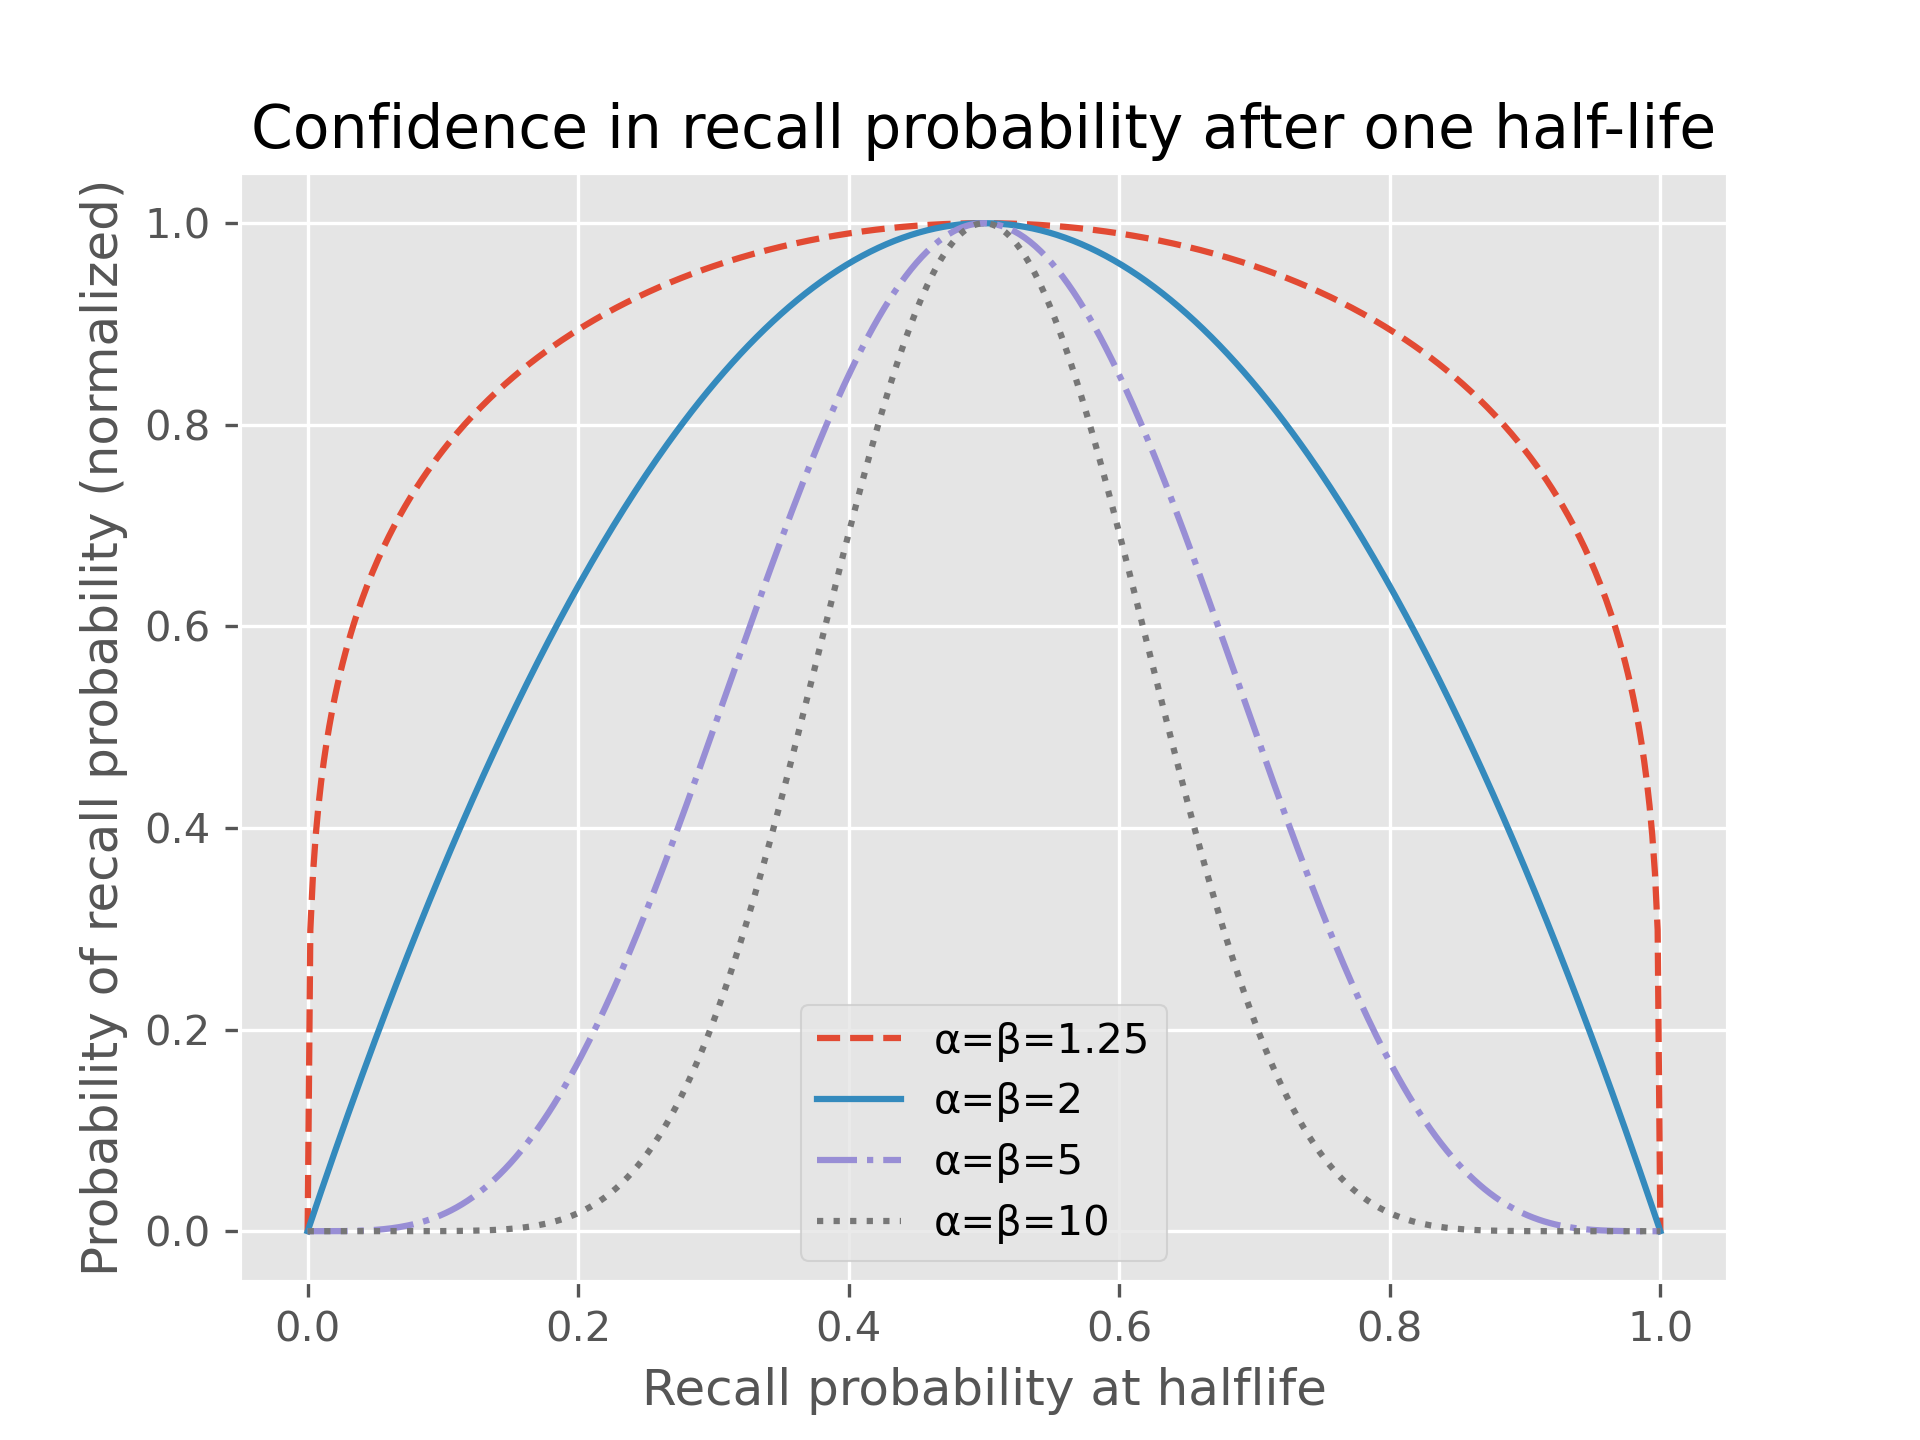 Confidence in recall probability after one half-life
Probability of recall probability (normalized)
1.0
0.8
0.6
0.4
0.2
0.0
α=β=1.25
α=β=2
α=β=5
α=β=10
0.0 0.2 0.4 0.6 0.8 1.0
Recall probability at halflife